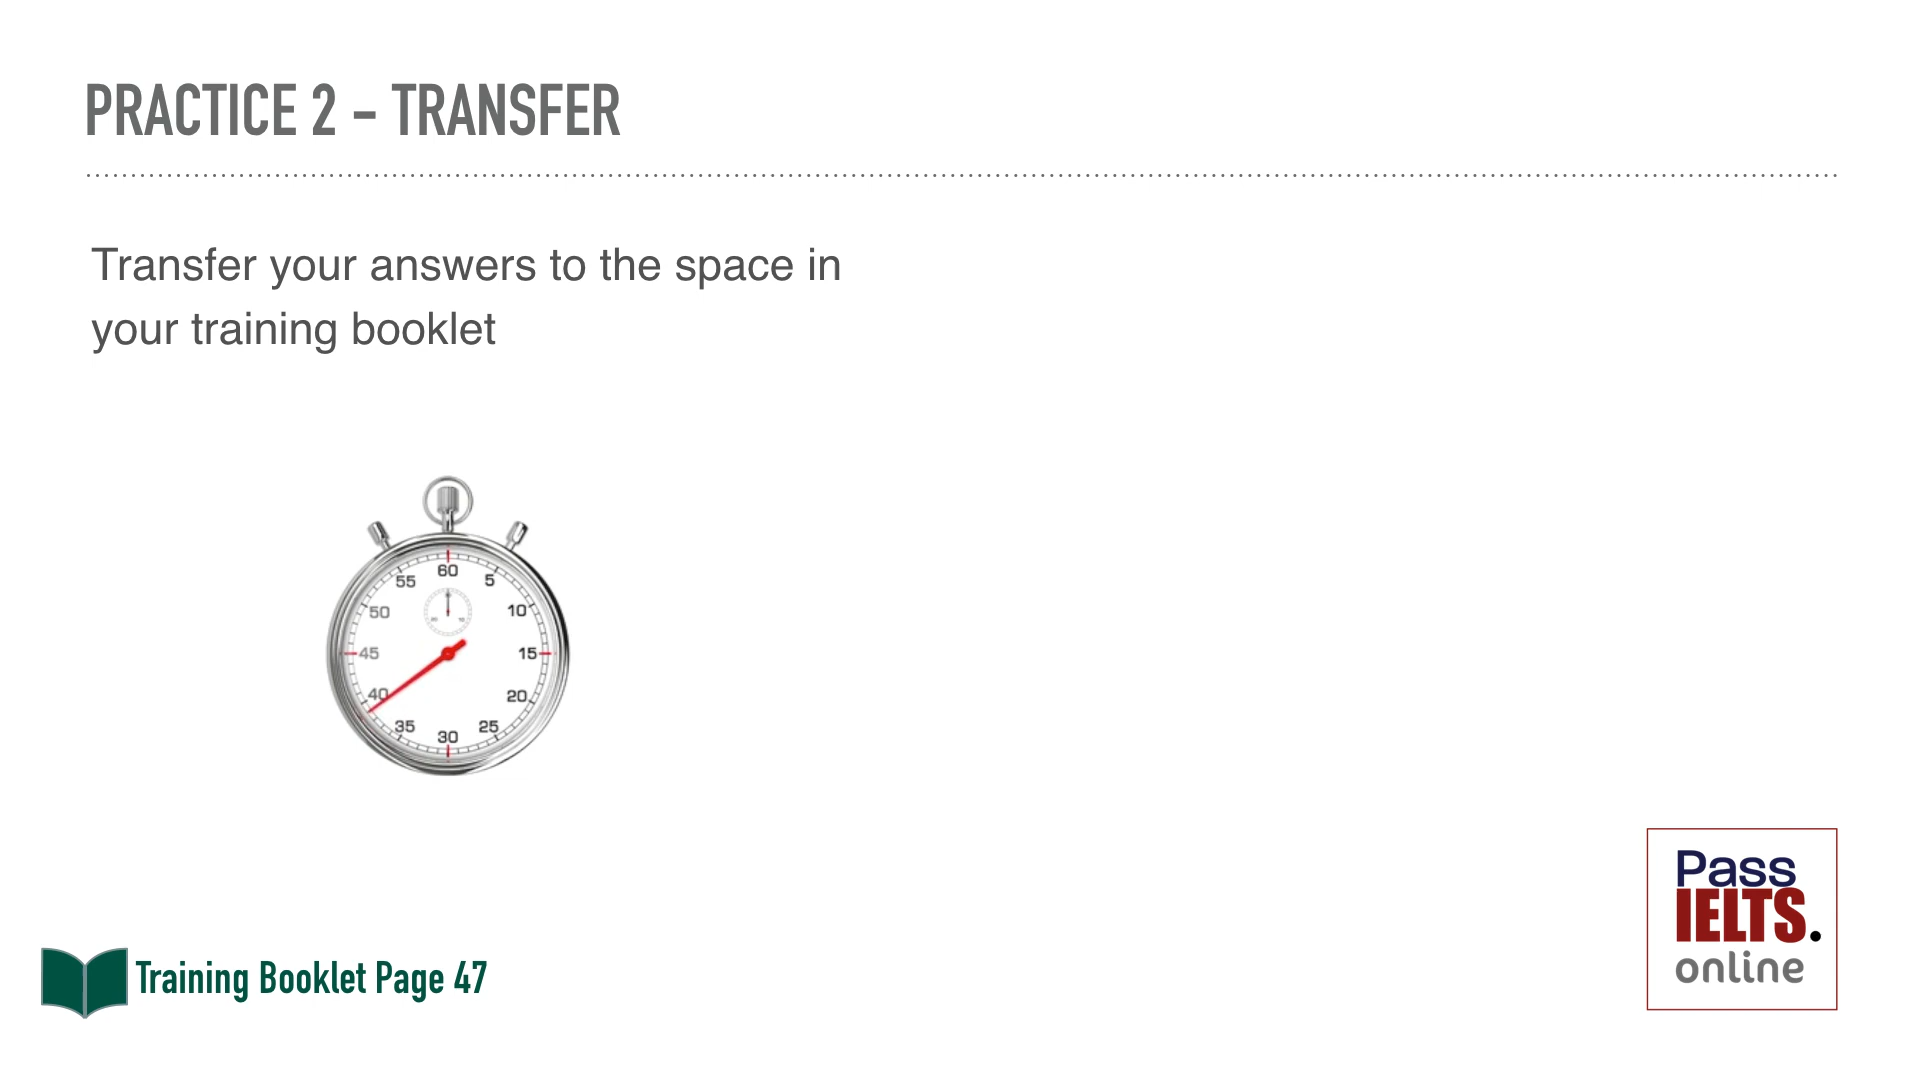 PRACTICE 2 - TRANSFER
Transfer your answers to the space in
your training booklet
60
55
5
50
10
45
15
40
20
35
25
30
Training Booklet Page 47
Pass
IELTS.
online